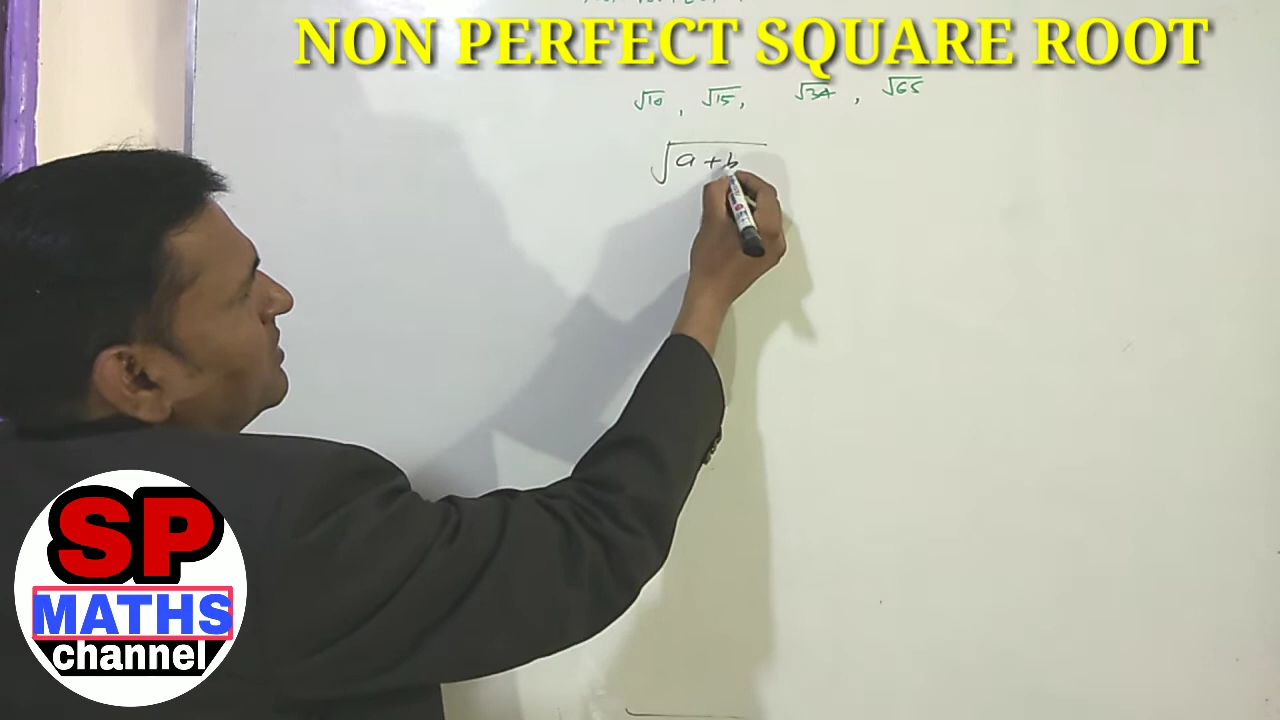 NON PERFECT SQUARE ROOT
√10 , √15, √34 , √65
√a + b
SP
MATHS
channel